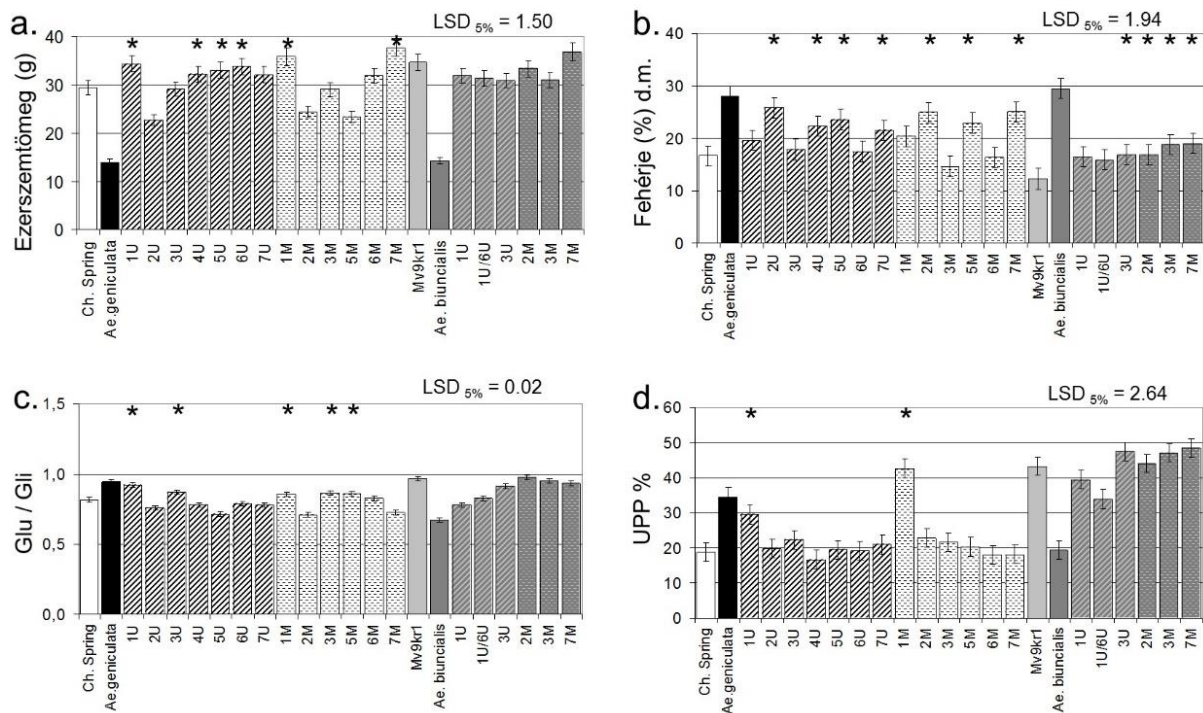 a.
LSD 5% = 1.50
Ezerszemtömeg (g)
40
30
20
10
0
* * * * * *
Ch. Spring
Ae.geniculata
1U
2U
3U
4U
5U
6U
7U
1M
2M
3M
5M
6M
7M
Mv9kr1
Ae. biuncialis
1U
1U/6U
3U
2M
3M
7M
b.
LSD 5% = 1.94
Fehérje (%) d.m.
40
30
20
10
0
* * * * * * * * * * *
Ch. Spring
Ae.geniculata
1U
2U
3U
4U
5U
6U
7U
1M
2M
3M
5M
6M
7M
Mv9kr1
Ae. biuncialis
1U
1U/6U
3U
2M
3M
7M
c.
LSD 5% = 0.02
Glu / Gli
1,5
1,0
0,5
0,0
* * * * *
Ch. Spring
Ae.geniculata
1U
2U
3U
4U
5U
6U
7U
1M
2M
3M
5M
6M
7M
Mv9kr1
Ae. biuncialis
1U
1U/6U
3U
2M
3M
7M
d.
LSD 5% = 2.64
UPP %
60
50
40
30
20
10
0
* *
Ch. Spring
Ae.geniculata
1U
2U
3U
4U
5U
6U
7U
1M
2M
3M
5M
6M
7M
Mv9kr1
Ae. biuncialis
1U
1U/6U
3U
2M
3M
7M